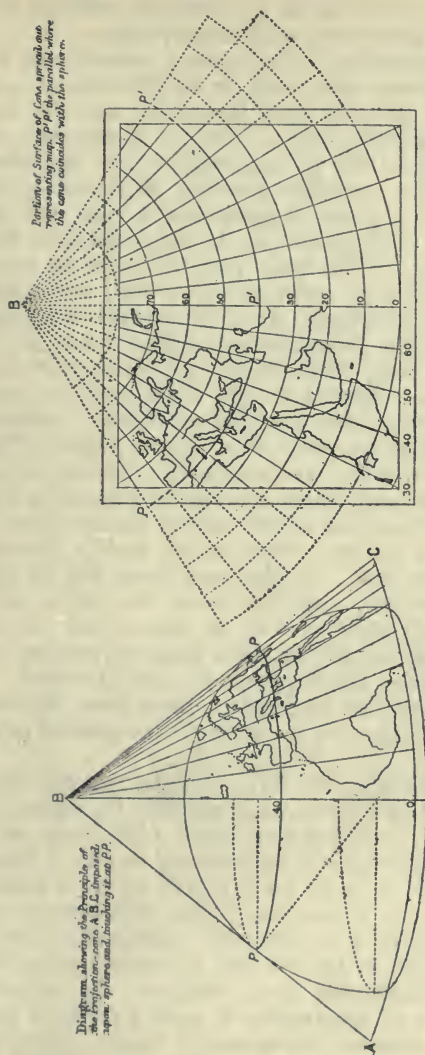 Diagram showing the Principle of
the Projection-cone A B C imposed
upon sphere and touching it at P P.
B
P
P
40
0
A
C
Portion of Surface of Cone spread out
representing map. P'P' the parallel where
the cone coincides with the sphere.
B
P
P'
P'
70
60
50
40
30
20
10
0
30
40
50
60